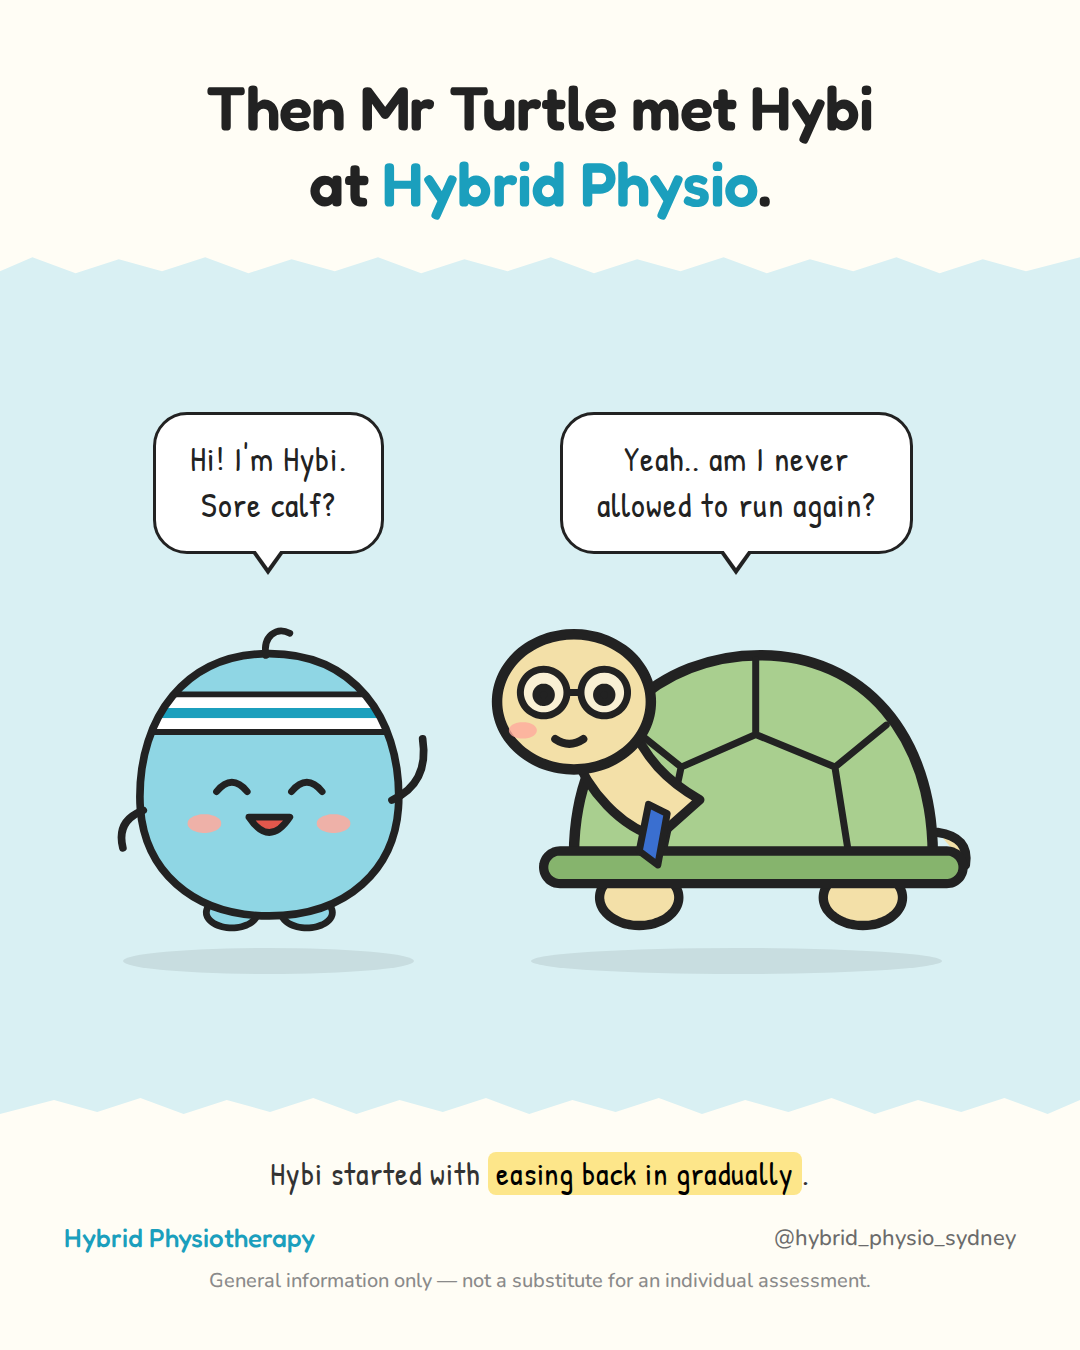 Then Mr Turtle met Hybi
at Hybrid Physio.
Hi! I'm Hybi.
Sore calf?
Yeah.. am I never
allowed to run again?
Hybi started with easing back in gradually.
Hybrid Physiotherapy
@hybrid_physio_sydney
General information only — not a substitute for an individual assessment.